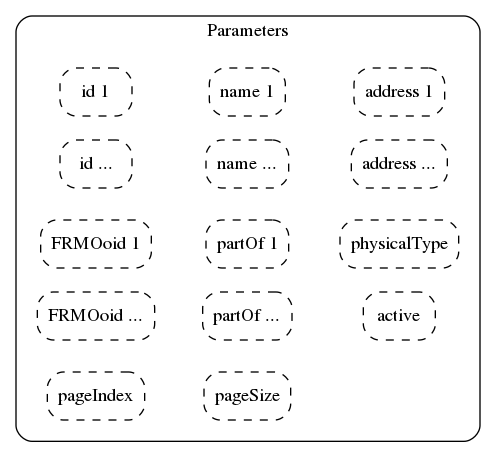 Parameters
id 1
name 1
address 1
id ...
name ...
address ...
FRMOoid 1
partOf 1
physicalType
FRMOoid ...
partOf ...
active
pageIndex
pageSize